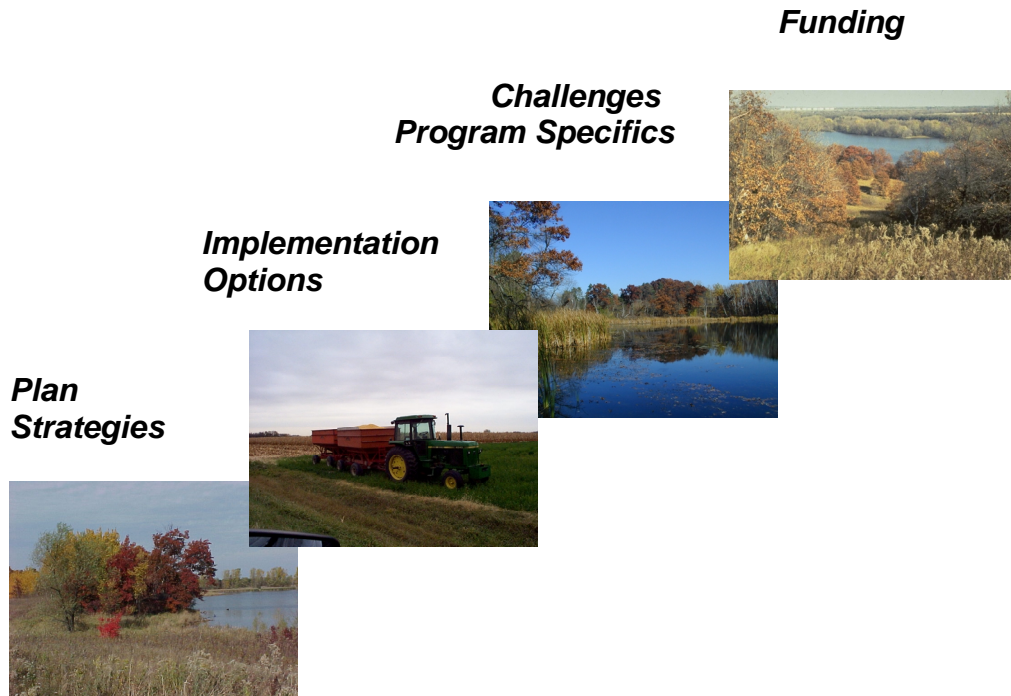 Funding
Challenges
Program Specifics
Implementation
Options
Plan
Strategies